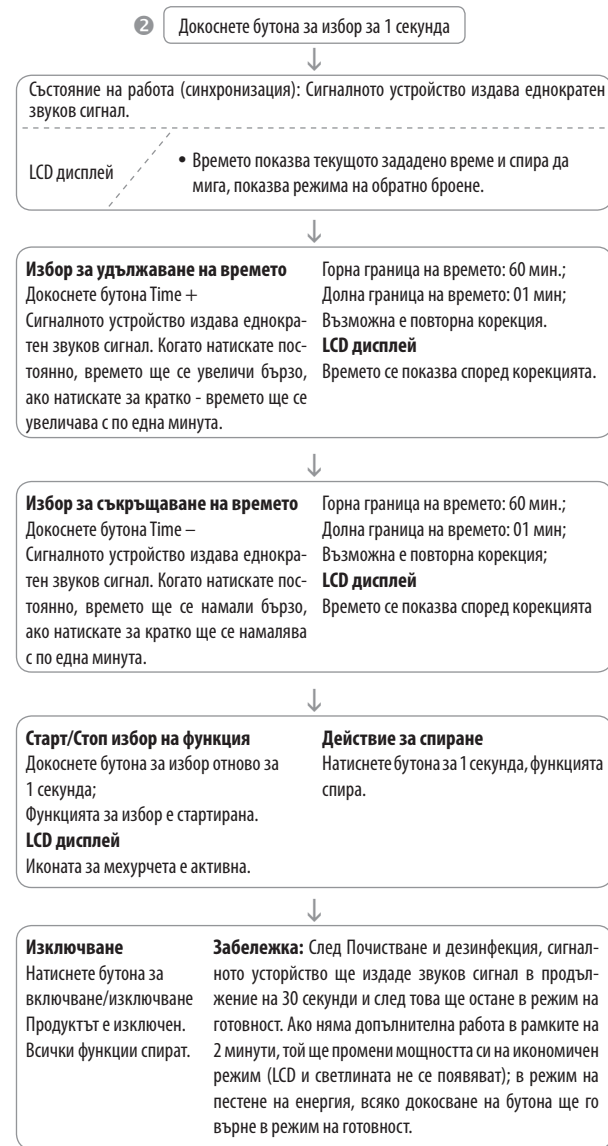 ❷ Докоснете бутона за избор за 1 секунда
Състояние на работа (синхронизация): Сигналното устройство издава еднократен
звуков сигнал.
LCD дисплей
• Времето показва текущото зададено време и спира да
мига, показва режима на обратно броене.
Избор за удължаване на времето
Докоснете бутона Time +
Сигналното устройство издава еднокра-
тен звуков сигнал. Когато натискате пос-
тоянно, времето ще се увеличи бързо,
ако натискате за кратко - времето ще се
увеличава с по една минута.
Горна граница на времето: 60 мин.;
Долна граница на времето: 01 мин;
Възможна е повторна корекция.
LCD дисплей
Времето се показва според корекцията.
Избор за съкръщаване на времето
Докоснете бутона Time –
Сигналното устройство издава еднокра-
тен звуков сигнал. Когато натискате пос-
тоянно, времето ще се намали бързо,
ако натискате за кратко ще се намалява
с по една минута.
Горна граница на времето: 60 мин.;
Долна граница на времето: 01 мин;
Възможна е повторна корекция;
LCD дисплей
Времето се показва според корекцията
Старт/Стоп избор на функция
Докоснете бутона за избор отново за
1 секунда;
Функцията за избор е стартирана.
LCD дисплей
Иконата за мехурчета е активна.
Действие за спиране
Натиснете бутона за 1 секунда, функцията
спира.
Изключване
Натиснете бутона за
включване/изключване
Продуктът е изключен.
Всички функции спират.
Забележка: След Почистване и дезинфекция, сигнал-
ното усторйство ще издаде звуков сигнал в продъл-
жение на 30 секунди и след това ще остане в режим на
готовност. Ако няма допълнителна работа в рамките на
2 минути, той ще промени мощността си на икономичен
режим (LCD и светлината не се появяват); в режим на
пестене на енергия, всяко докосване на бутона ще го
върне в режим на готовност.